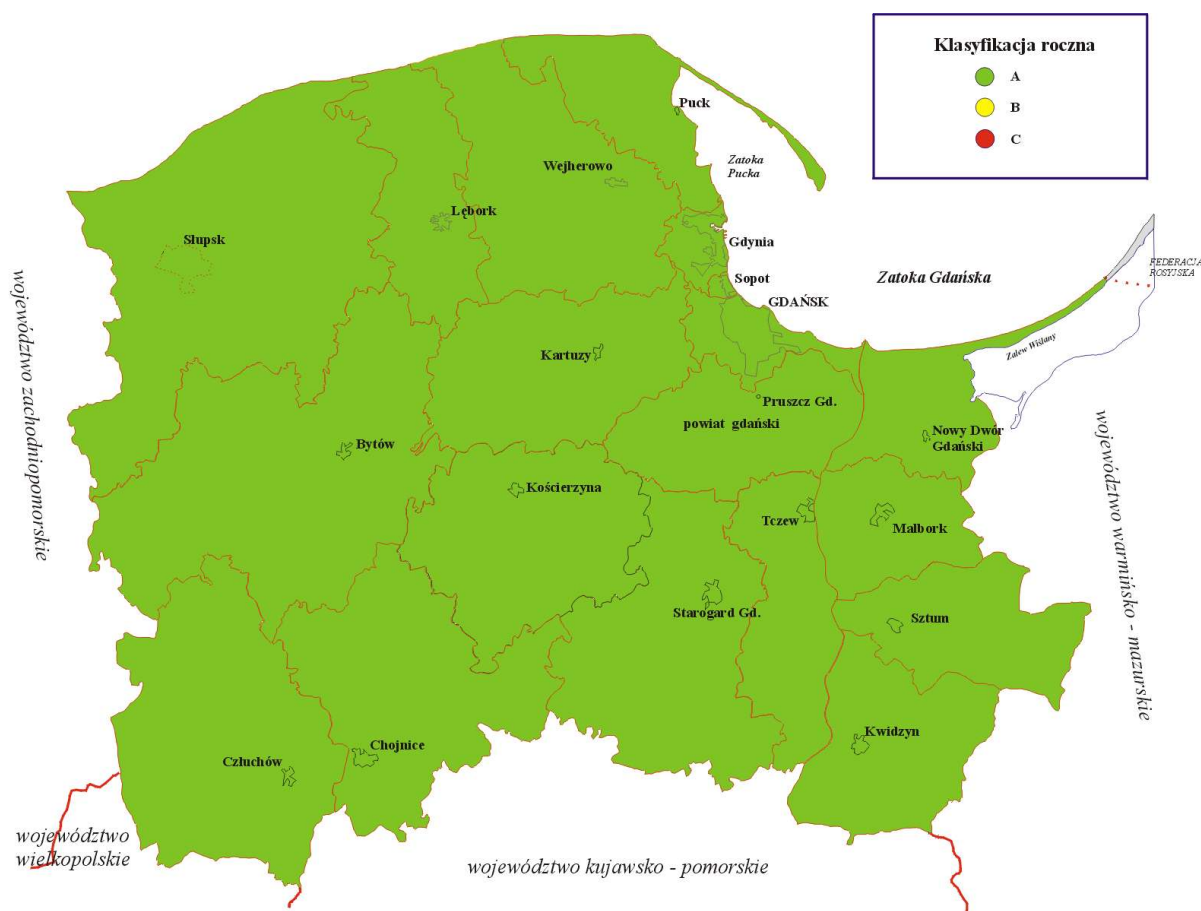 Klasyfikacja roczna
A
B
C
Puck
Zatoka
Pucka
Wejherowo
Lębork
Słupsk
Gdynia
Sopot
GDAŃSK
Zatoka Gdańska
FEDERACJA
ROSYJSKA
Zalew Wiślany
Kartuzy
Pruszcz Gd.
powiat gdański
Nowy Dwór
Gdański
Bytów
Kościerzyna
Tczew
Malbork
Starogard Gd.
Sztum
Kwidzyn
Chojnice
Człuchów
województwo zachodniopomorskie
województwo warmińsko - mazurskie
województwo
wielkopolskie
województwo kujawsko - pomorskie